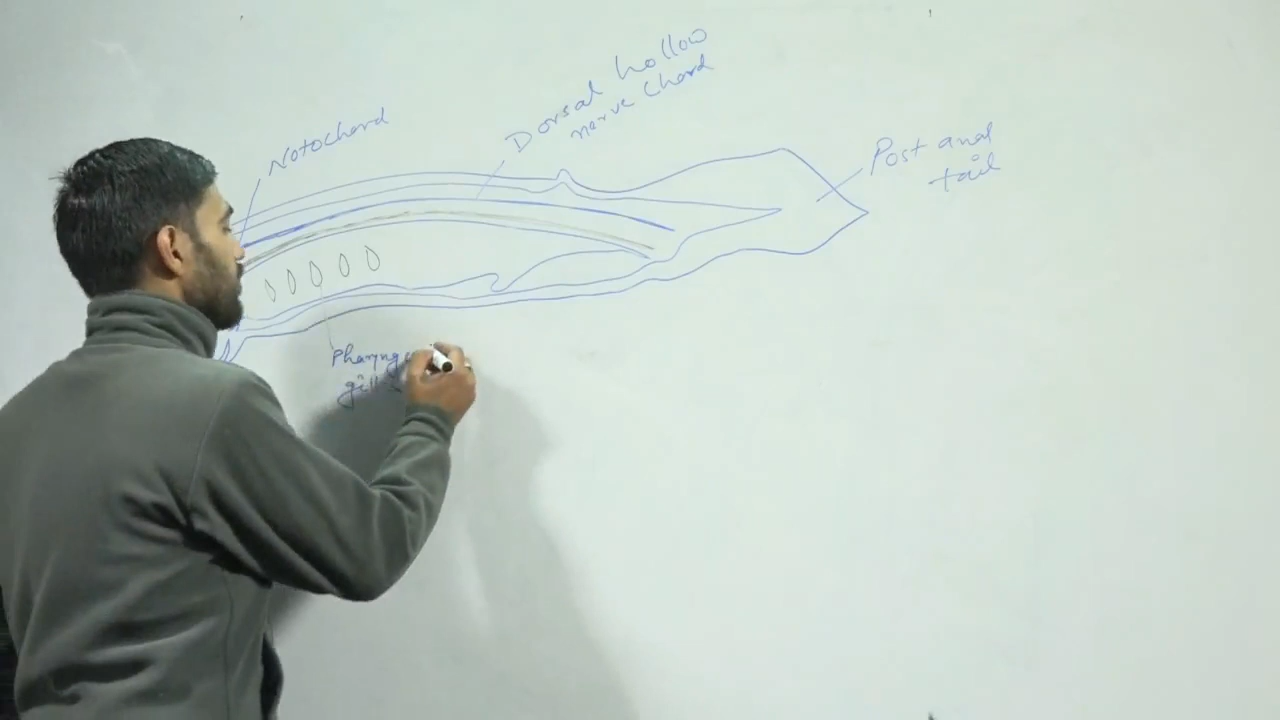 Notochord
Dorsal hollow
nerve Chord
Post anal
tail